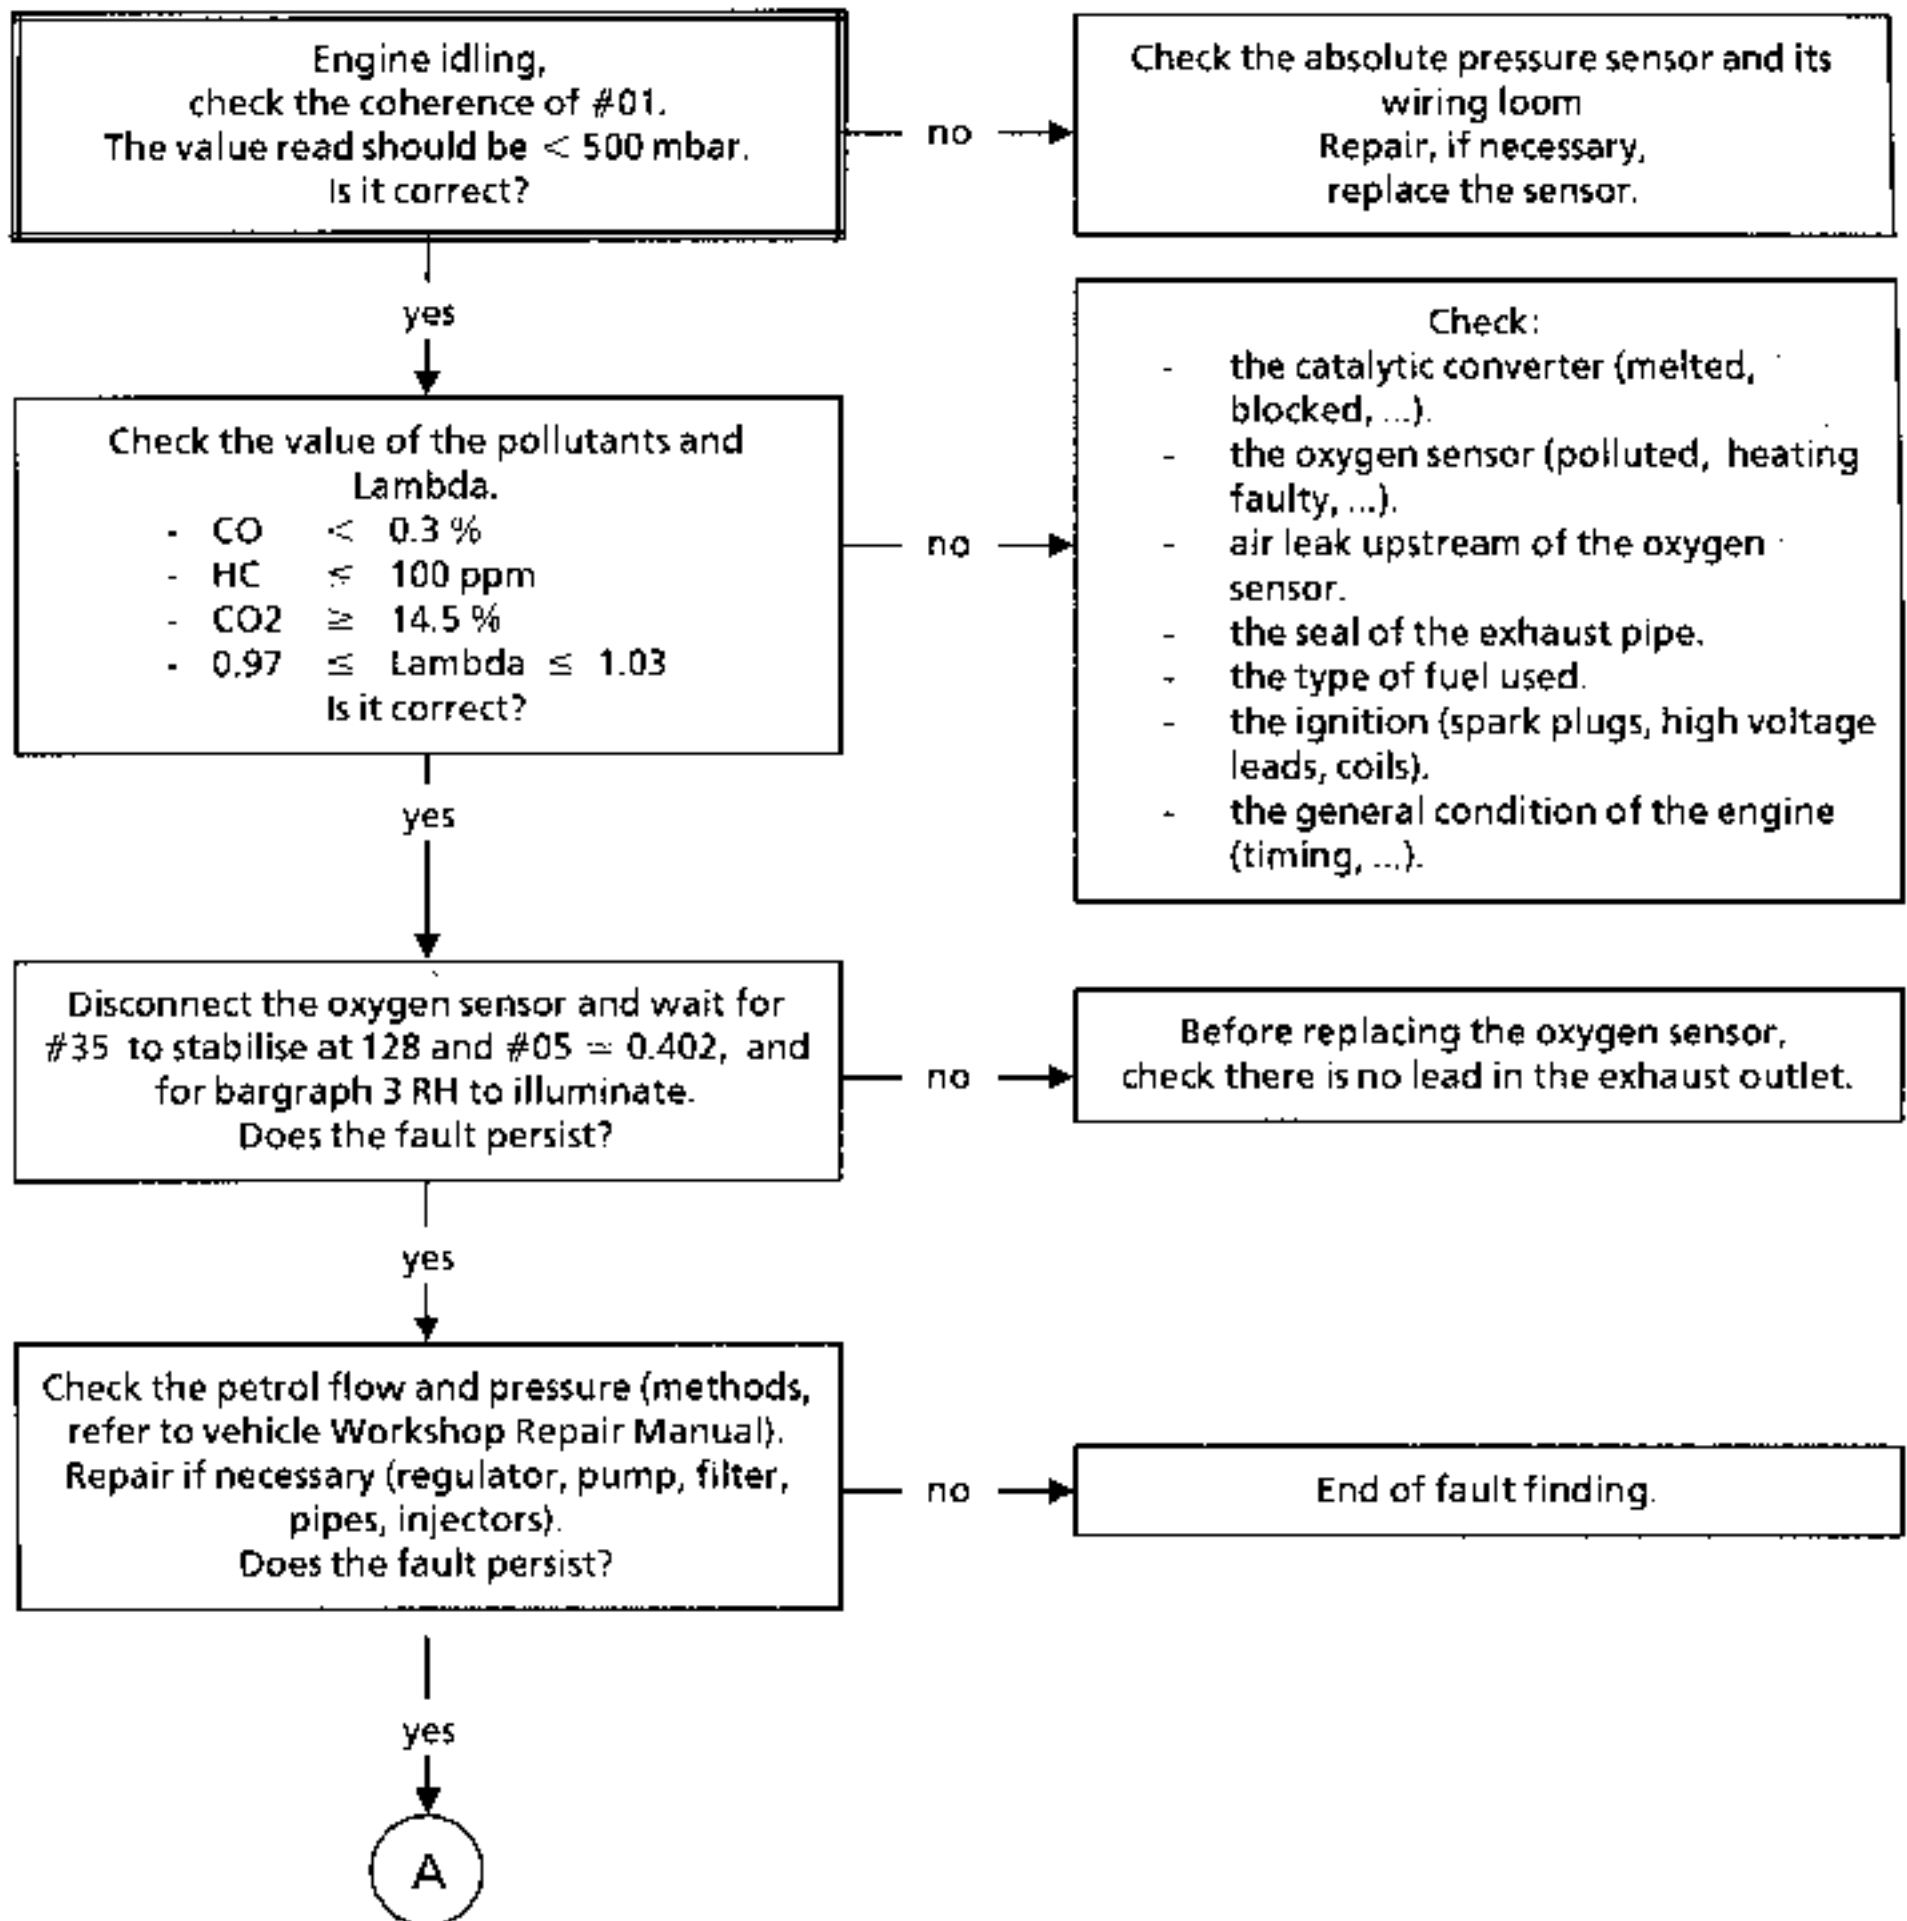 Engine idling,
check the coherence of #01.
The value read should be < 500 mbar.
Is it correct?
no
Check the absolute pressure sensor and its
wiring loom
Repair, if necessary,
replace the sensor.
yes
Check the value of the pollutants and
Lambda.
- CO < 0.3 %
- HC ≤ 100 ppm
- CO2 ≥ 14.5 %
- 0.97 ≤ Lambda ≤ 1.03
Is it correct?
no
Check:
- the catalytic converter (melted,
blocked, ...).
- the oxygen sensor (polluted, heating
faulty, ...).
- air leak upstream of the oxygen
sensor.
- the seal of the exhaust pipe.
- the type of fuel used.
- the ignition (spark plugs, high voltage
leads, coils).
- the general condition of the engine
(timing, ...).
yes
Disconnect the oxygen sensor and wait for
#35 to stabilise at 128 and #05 = 0.402, and
for bargraph 3 RH to illuminate.
Does the fault persist?
no
Before replacing the oxygen sensor,
check there is no lead in the exhaust outlet.
yes
Check the petrol flow and pressure (methods,
refer to vehicle Workshop Repair Manual).
Repair if necessary (regulator, pump, filter,
pipes, injectors).
Does the fault persist?
no
End of fault finding.
yes
A